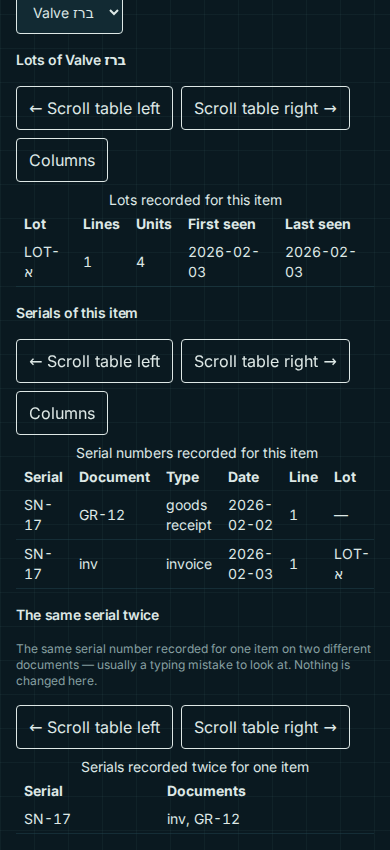 Valve ברז
Lots of Valve ברז
← Scroll table left
Scroll table right →
Columns
Lots recorded for this item
Lot Lines Units First seen Last seen
LOT-א 1 4 2026-02-03 2026-02-03
Serials of this item
← Scroll table left
Scroll table right →
Columns
Serial numbers recorded for this item
Serial Document Type Date Line Lot
SN-17 GR-12 goods receipt 2026-02-02 1 —
SN-17 inv invoice 2026-02-03 1 LOT-א
The same serial twice
The same serial number recorded for one item on two different
documents — usually a typing mistake to look at. Nothing is
changed here.
← Scroll table left
Scroll table right →
Serials recorded twice for one item
Serial Documents
SN-17 inv, GR-12